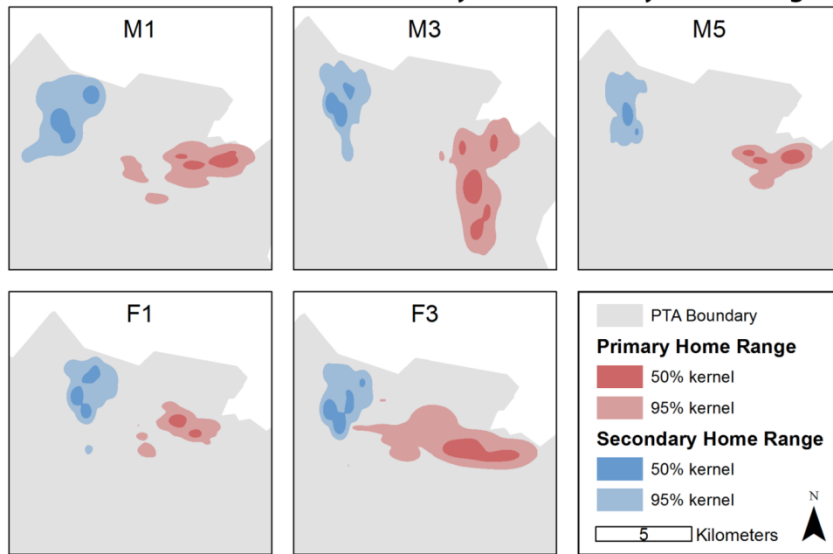 M1
M3
M5
F1
F3
PTA Boundary
Primary Home Range
50% kernel
95% kernel
Secondary Home Range
50% kernel
95% kernel
N
5 Kilometers